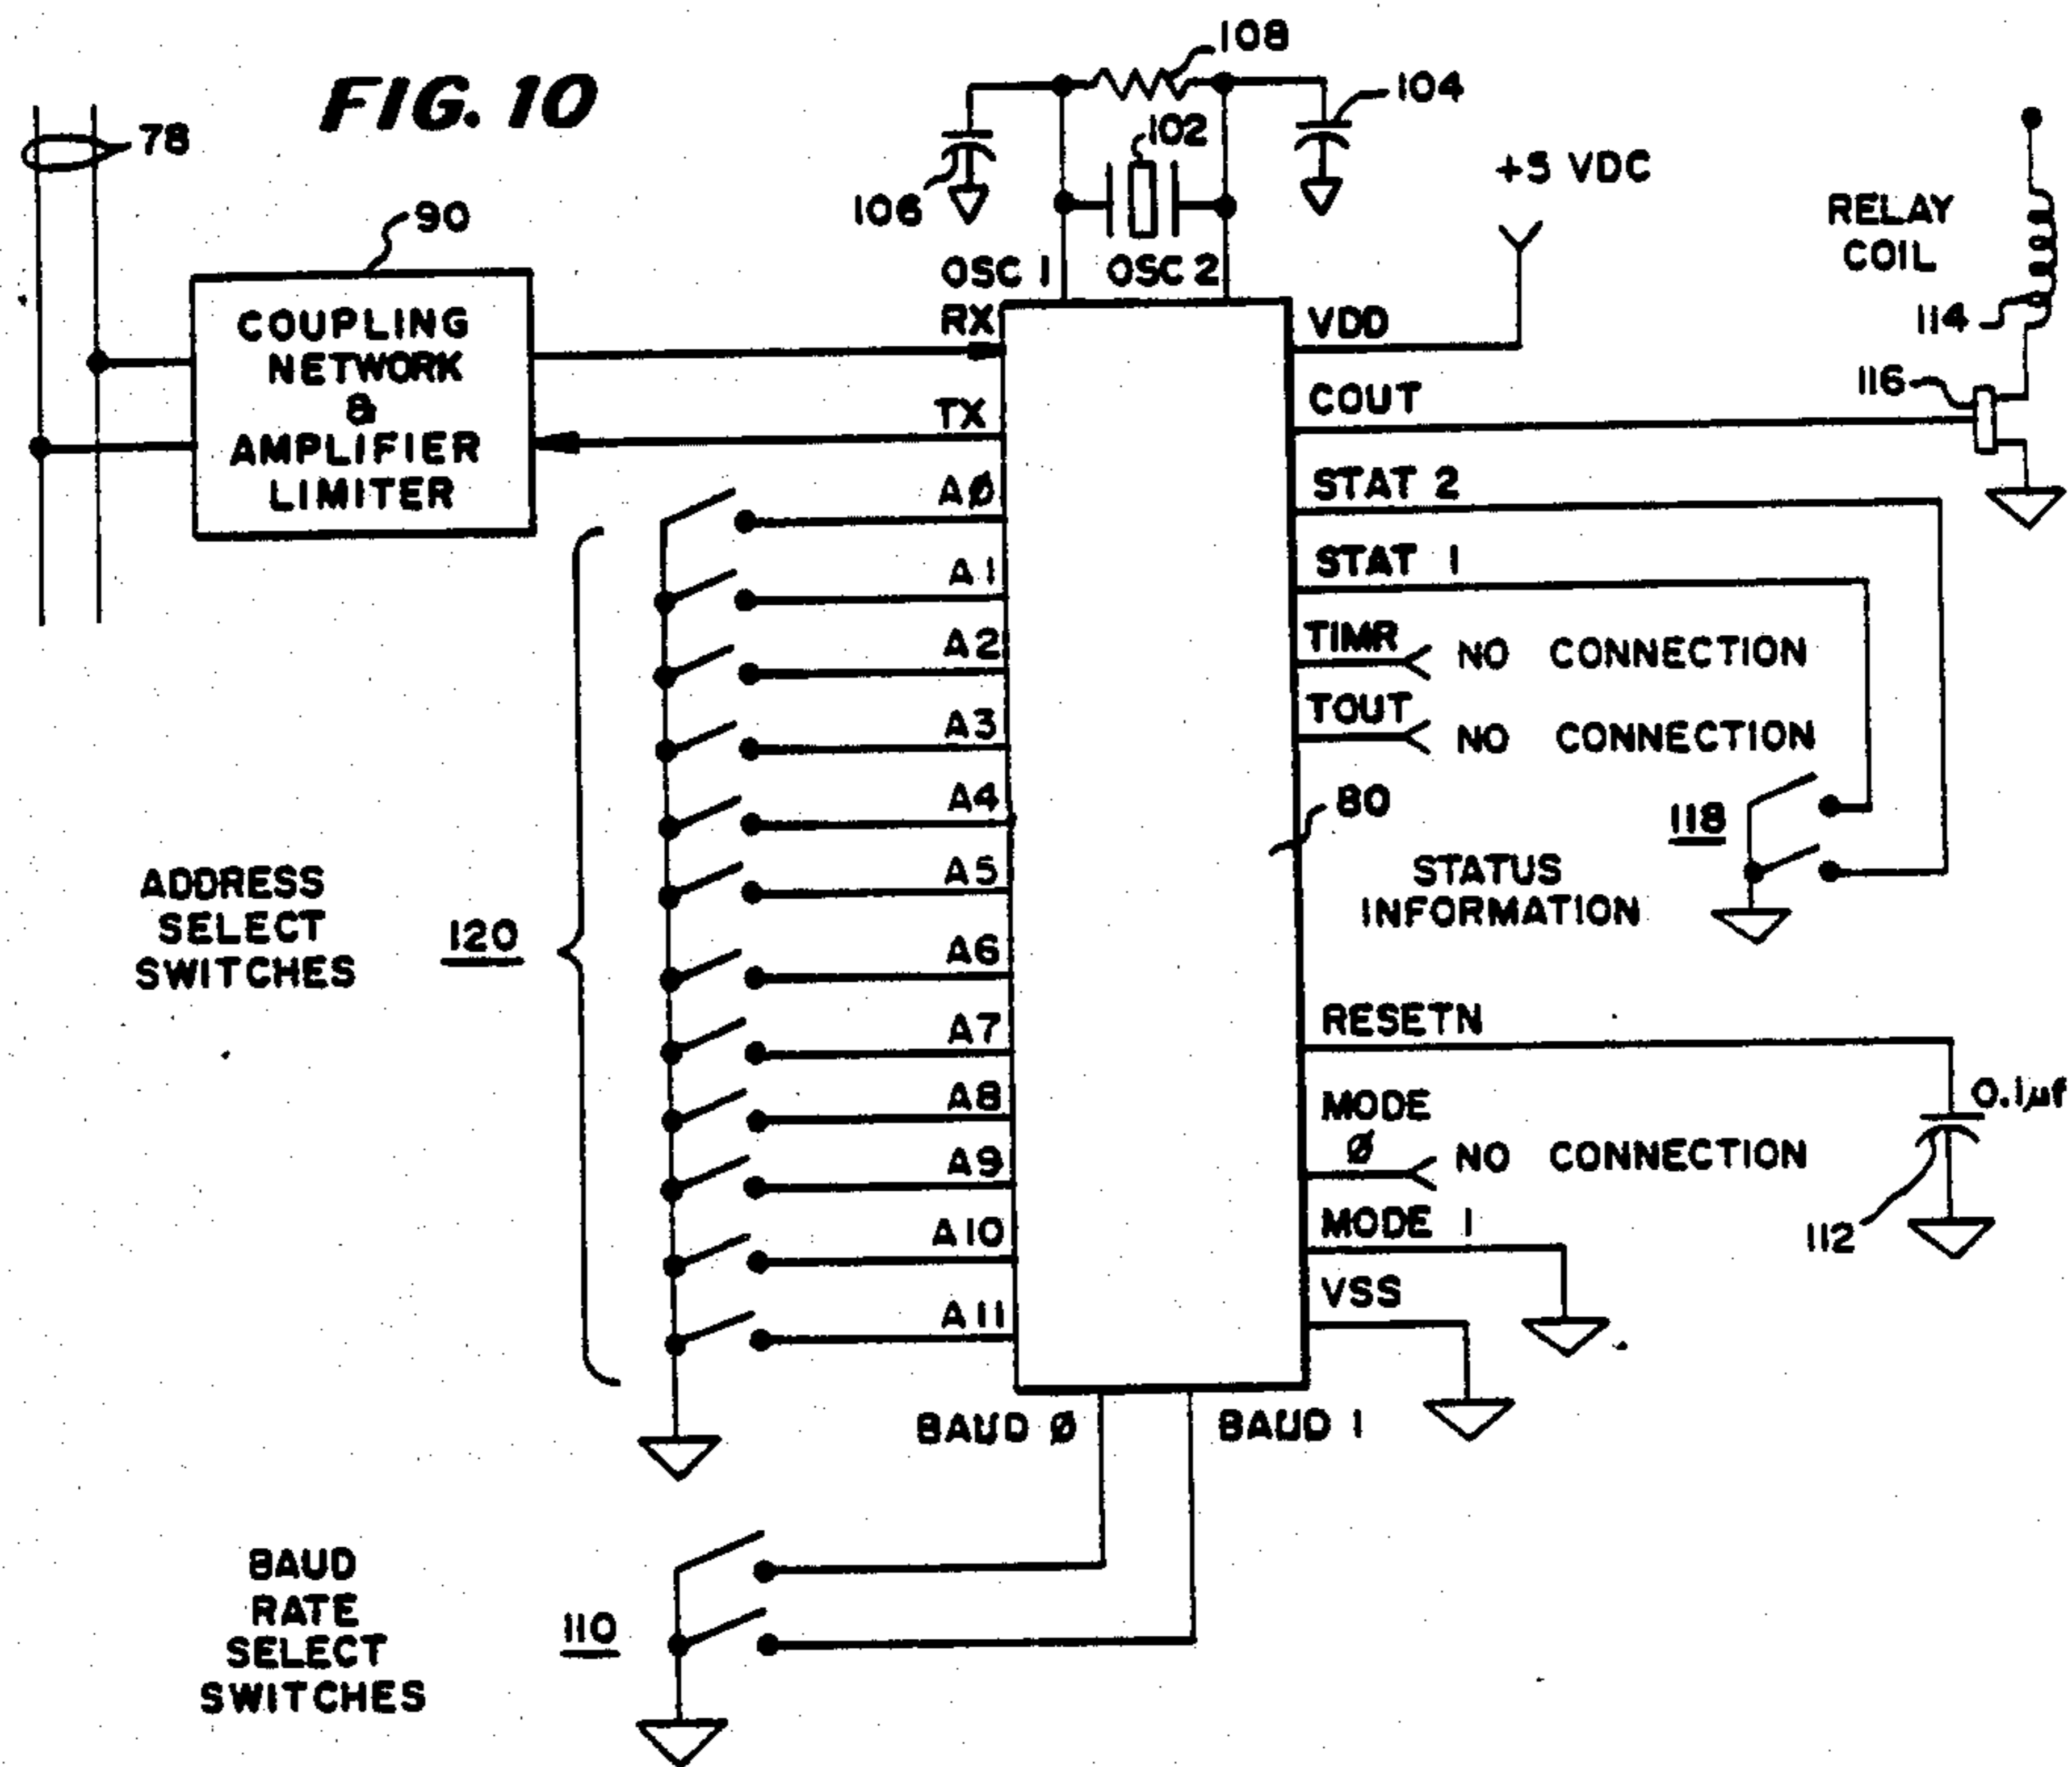 FIG. 10
78
90
COUPLING
NETWORK
&
AMPLIFIER
LIMITER
108
104
102
106
OSC 1
OSC 2
+5 VDC
RELAY
COIL
114
116
RX
TX
AØ
A1
A2
A3
A4
A5
A6
A7
A8
A9
A10
A11
VDD
COUT
STAT 2
STAT 1
TIMR
NO CONNECTION
TOUT
NO CONNECTION
80
118
STATUS
INFORMATION
RESETN
0.1µf
MODE
Ø
NO CONNECTION
112
MODE 1
VSS
ADDRESS
SELECT
SWITCHES
120
BAUD Ø
BAUD 1
BAUD
RATE
SELECT
SWITCHES
110